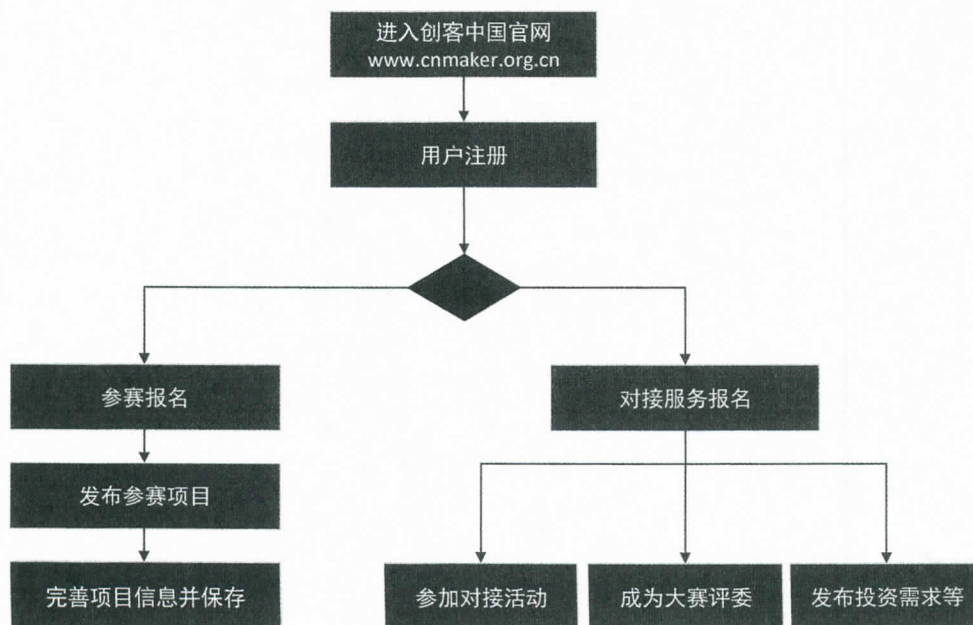 进入创客中国官网
www.cnmaker.org.cn
用户注册
参赛报名
对接服务报名
发布参赛项目
完善项目信息并保存
参加对接活动
成为大赛评委
发布投资需求等